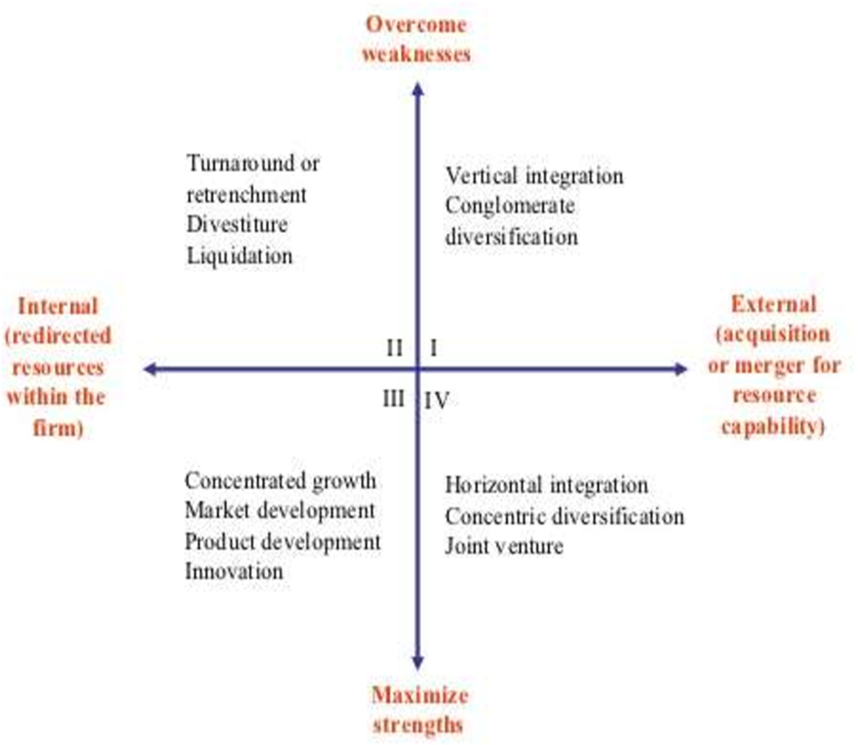 Overcome
weaknesses
Turnaround or
retrenchment
Divestiture
Liquidation
Vertical integration
Conglomerate
diversification
Internal
(redirected
resources
within the
firm)
External
(acquisition
or merger for
resource
capability)
II I
III IV
Concentrated growth
Market development
Product development
Innovation
Horizontal integration
Concentric diversification
Joint venture
Maximize
strengths